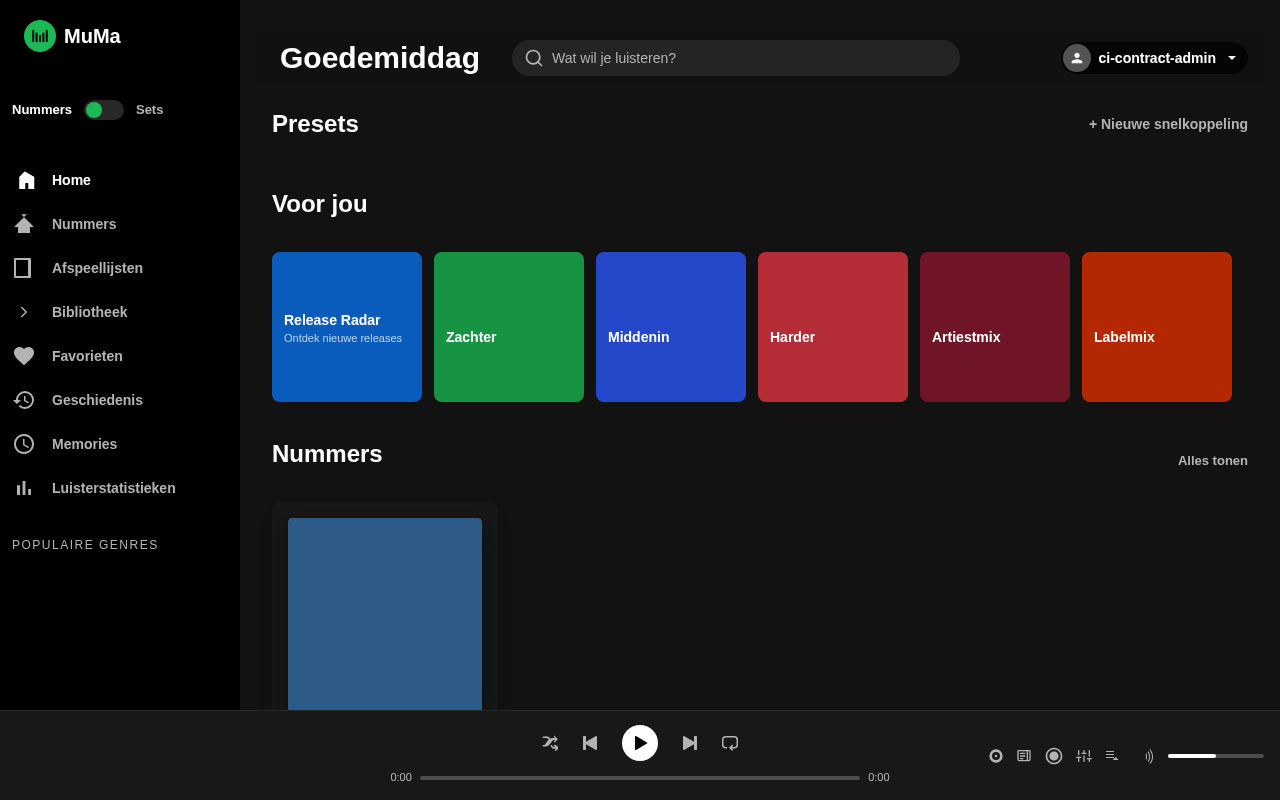 MuMa
Nummers Sets
Home
Nummers
Afspeellijsten
Bibliotheek
Favorieten
Geschiedenis
Memories
Luisterstatistieken
POPULAIRE GENRES
Goedemiddag
Wat wil je luisteren?
ci-contract-admin
Presets
+ Nieuwe snelkoppeling
Voor jou
Release Radar
Ontdek nieuwe releases
Zachter
Middenin
Harder
Artiestmix
Labelmix
Nummers
Alles tonen
0:00
0:00